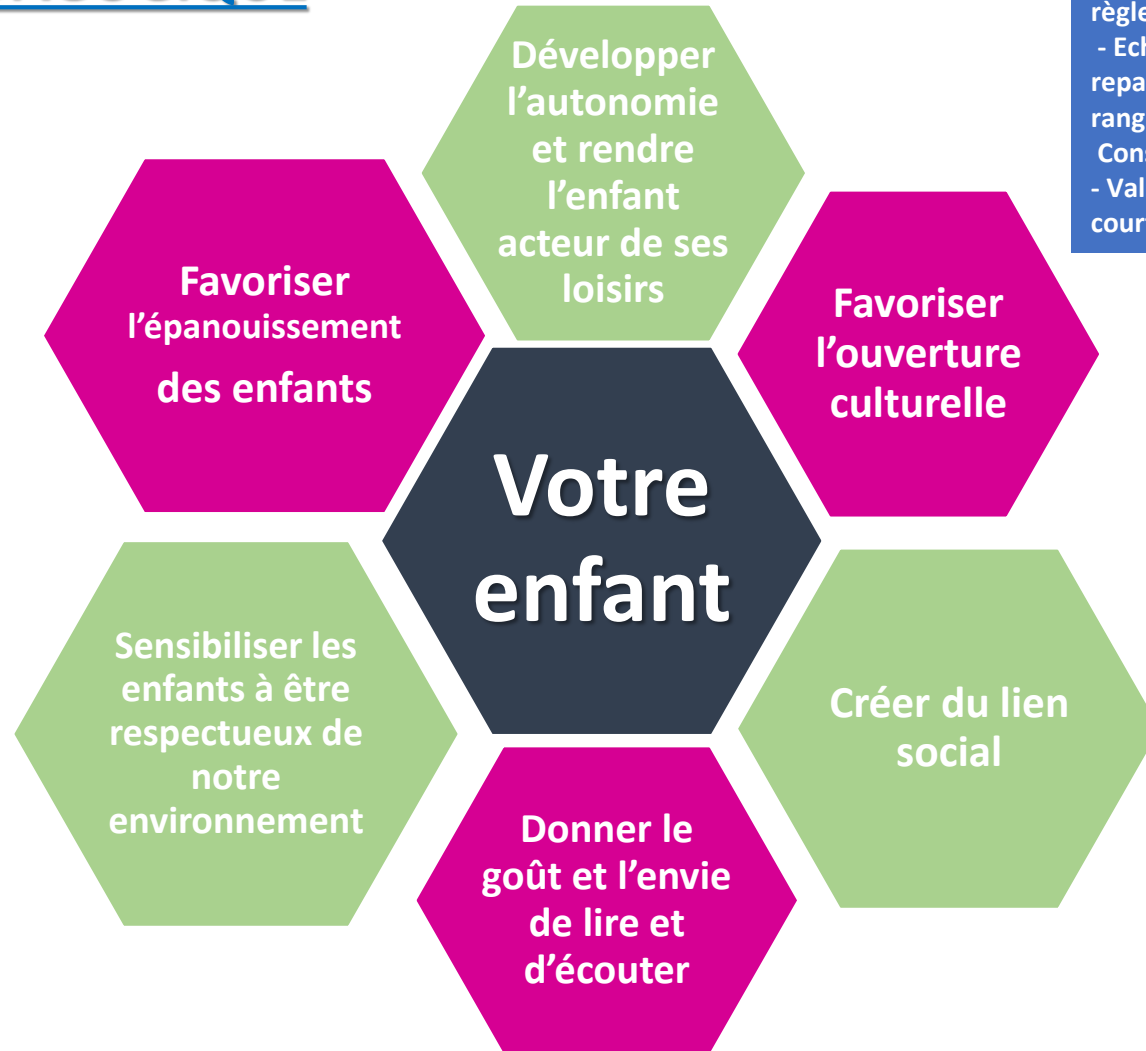 Développer
l’autonomie
et rendre
l’enfant
acteur de ses
loisirs
Favoriser
l’épanouissement
des enfants
Favoriser
l’ouverture
culturelle
Votre
enfant
Sensibiliser les
enfants à être
respectueux de
notre
environnement
Créer du lien
social
Donner le
goût et l’envie
de lire et
d’écouter